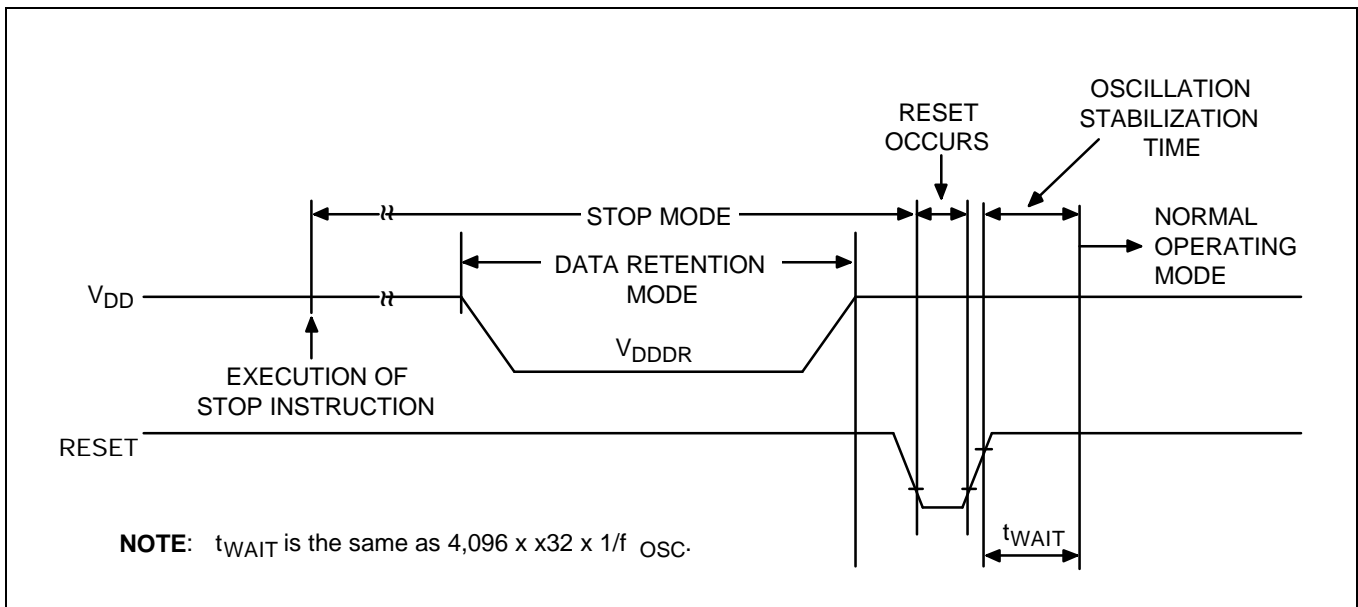 OSCILLATION
STABILIZATION
TIME
RESET
OCCURS
STOP MODE
NORMAL
OPERATING
MODE
DATA RETENTION
MODE
VDD
VDDDR
EXECUTION OF
STOP INSTRUCTION
RESET
tWAIT
NOTE: tWAIT is the same as 4,096 x x32 x 1/f OSC.